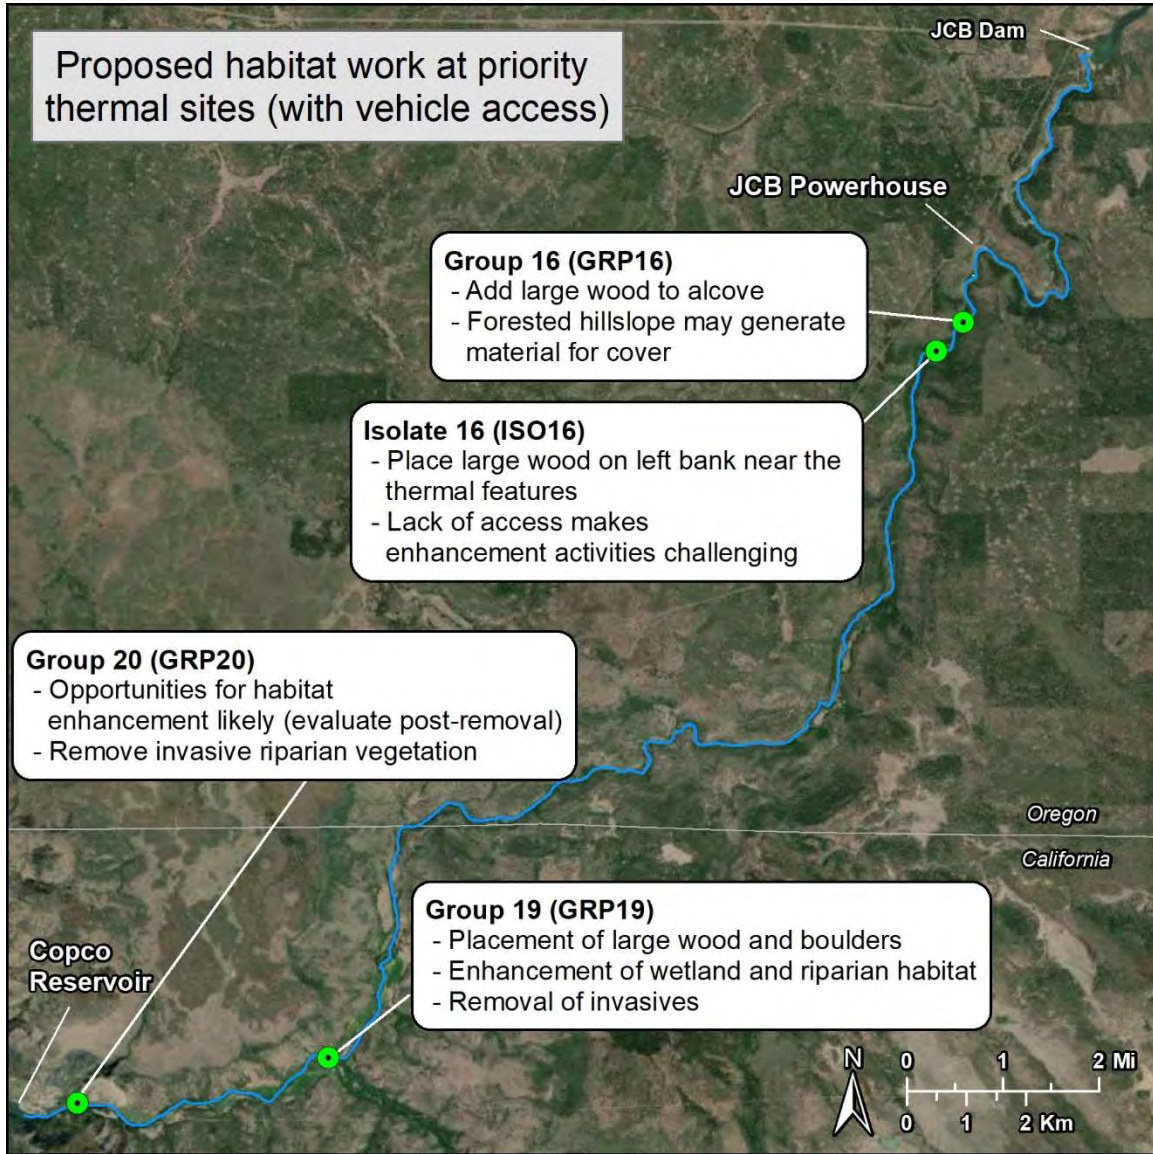 JCB Dam
Proposed habitat work at priority
thermal sites (with vehicle access)
JCB Powerhouse
Group 16 (GRP16)
- Add large wood to alcove
- Forested hillslope may generate
material for cover
Isolate 16 (ISO16)
- Place large wood on left bank near the
thermal features
- Lack of access makes
enhancement activities challenging
Group 20 (GRP20)
- Opportunities for habitat
enhancement likely (evaluate post-removal)
- Remove invasive riparian vegetation
Oregon
California
Group 19 (GRP19)
- Placement of large wood and boulders
- Enhancement of wetland and riparian habitat
- Removal of invasives
Copco
Reservoir
N
0 1 2 Mi
0 1 2 Km